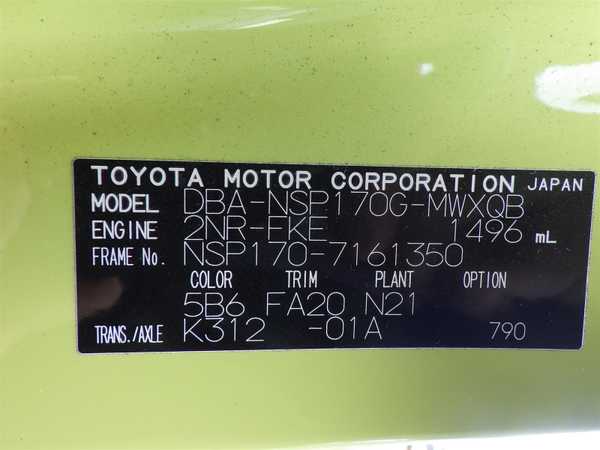 TOYOTA MOTOR CORPORATION JAPAN
MODEL DBA-NSP170G-MWXQB
ENGINE 2NR-FKE 1496 mL
FRAME No. NSP170-7161350
COLOR TRIM PLANT OPTION
5B6 FA20 N21
TRANS./AXLE K312 -01A 790